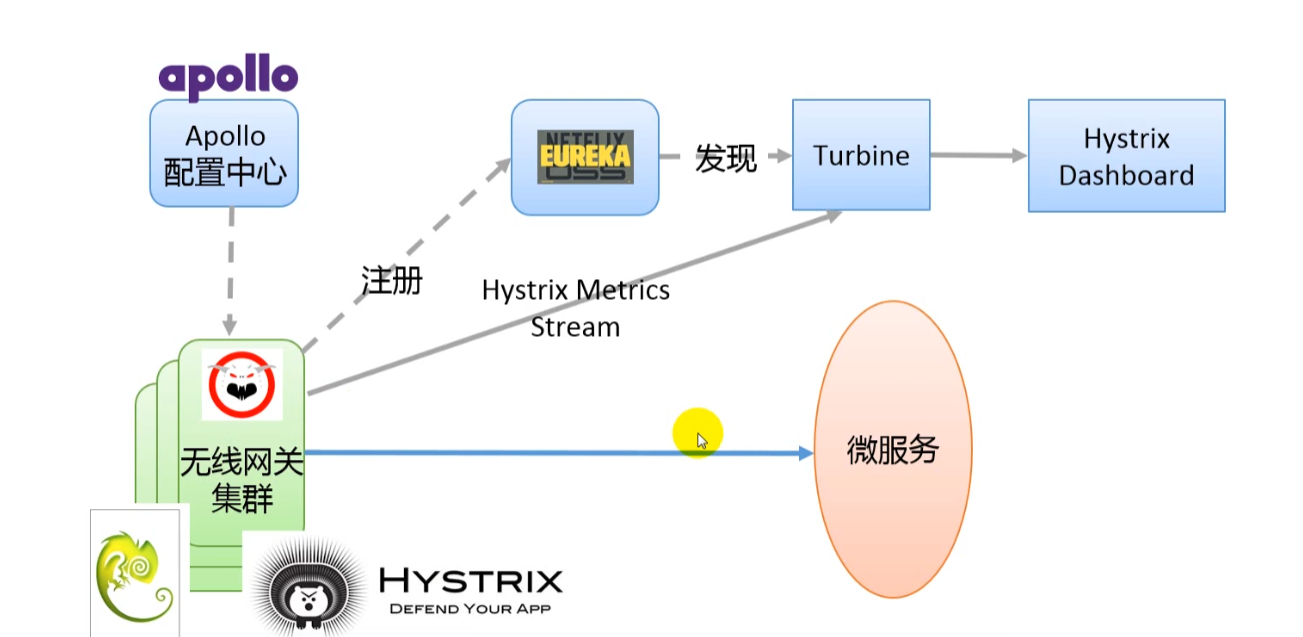 apollo
Apollo
配置中心
NETFLIX
EUREKA
OSS
发现
Turbine
Hystrix
Dashboard
注册
Hystrix Metrics
Stream
无线网关
集群
微服务
HYSTRIX
DEFEND YOUR APP